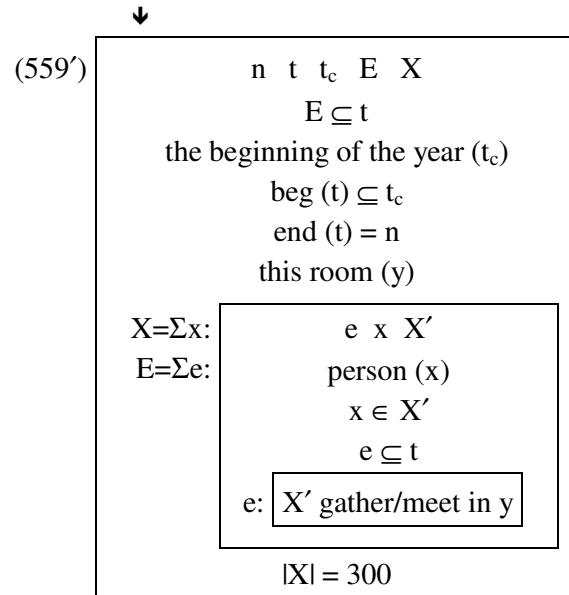 🡳
(559′) n t t_c E X
E ⊆ t
the beginning of the year (t_c)
beg (t) ⊆ t_c
end (t) = n
this room (y)
X=Σx: e x X′
E=Σe: person (x)
x ∈ X′
e ⊆ t
e: X′ gather/meet in y
|X| = 300